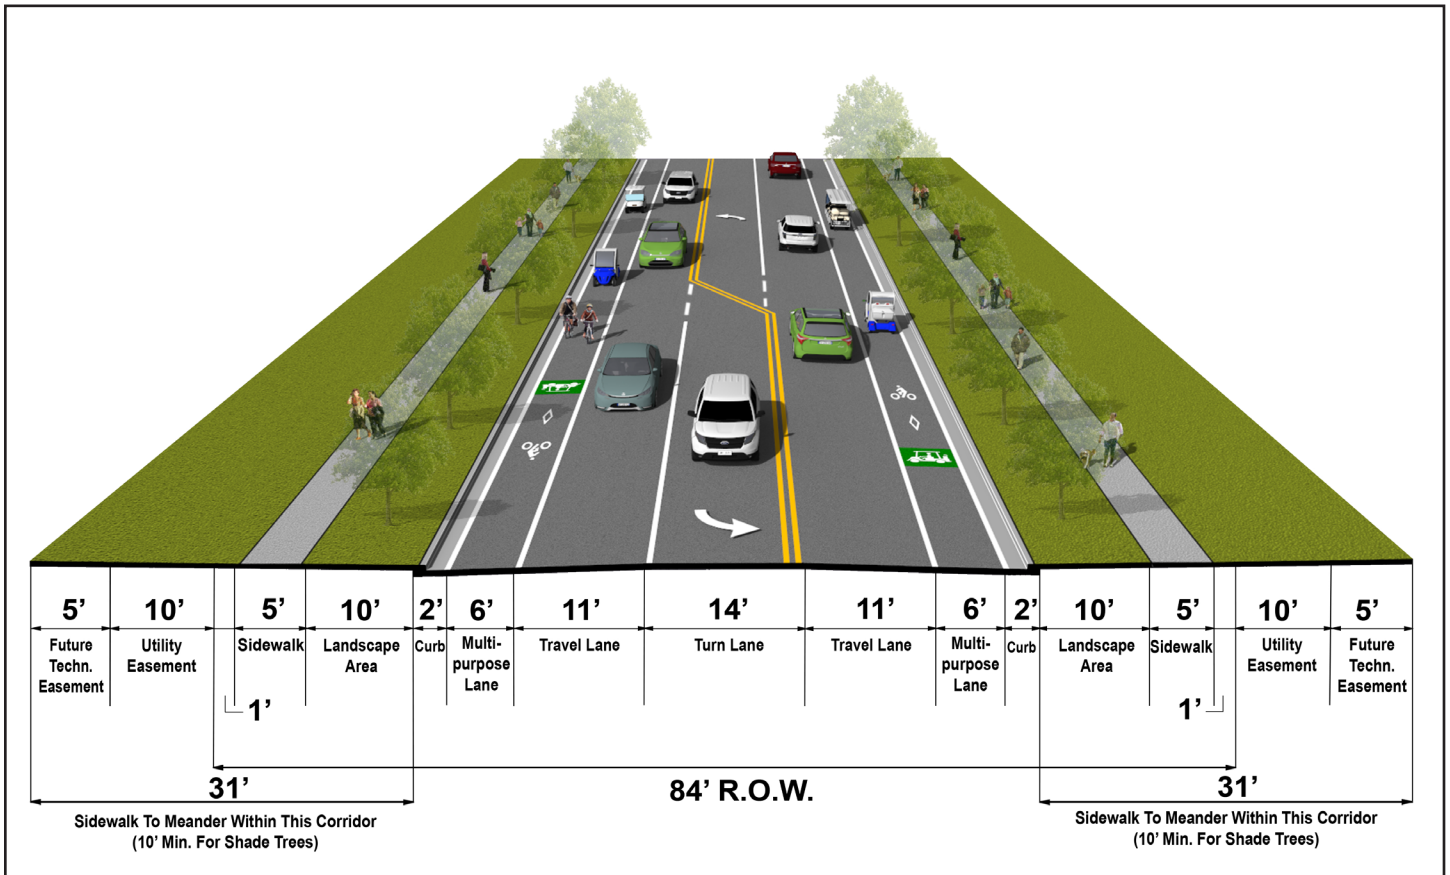 5’ 10’ 5’ 10’ 2’ 6’ 11’ 14’ 11’ 6’ 2’ 10’ 5’ 10’ 5’
Future
Techn.
Easement
Utility
Easement
Sidewalk
Landscape
Area
Curb
Multi-
purpose
Lane
Travel Lane
Turn Lane
Travel Lane
Multi-
purpose
Lane
Curb
Landscape
Area
Sidewalk
Utility
Easement
Future
Techn.
Easement
1’
1’
84’ R.O.W.
31’
Sidewalk To Meander Within This Corridor
(10’ Min. For Shade Trees)
31’
Sidewalk To Meander Within This Corridor
(10’ Min. For Shade Trees)